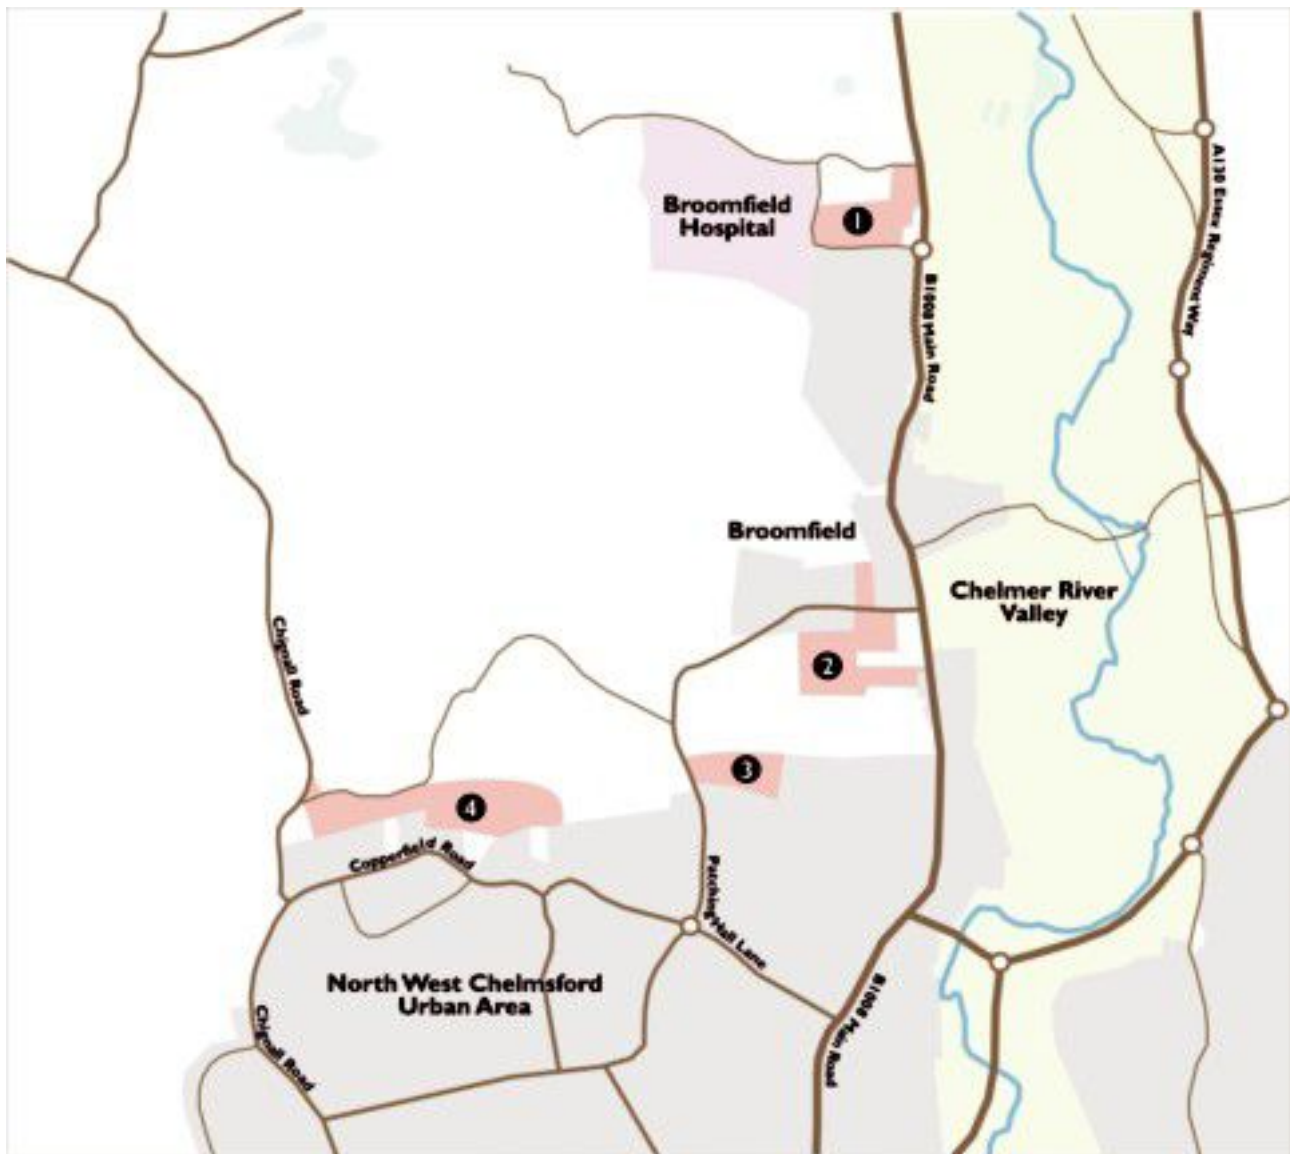 A130 Essex Regiment Way
Broomfield
Hospital
1
B1008 Main Road
Broomfield
Chelmer River
Valley
Chignall Road
2
3
4
Copperfield Road
Patching Hall Lane
North West Chelmsford
Urban Area
B1008 Main Road
Chignall Road